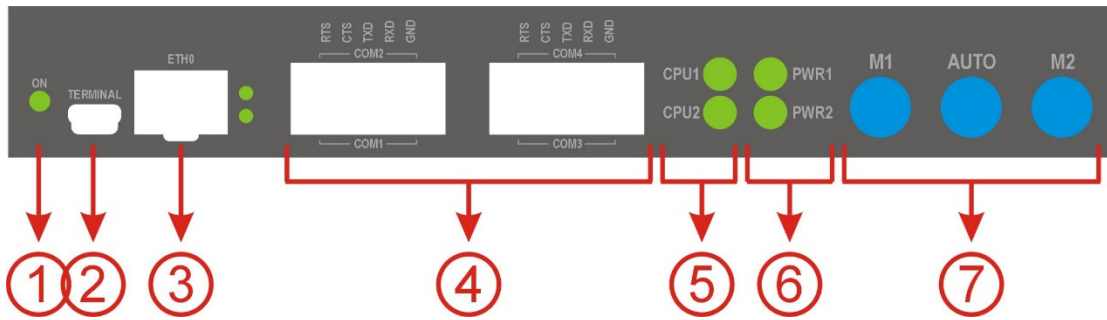 ON
TERMINAL
ETH0
RTS CTS TXD RXD GND
COM2
COM1
RTS CTS TXD RXD GND
COM4
COM3
CPU1
CPU2
PWR1
PWR2
M1 AUTO M2
1 2 3 4 5 6 7